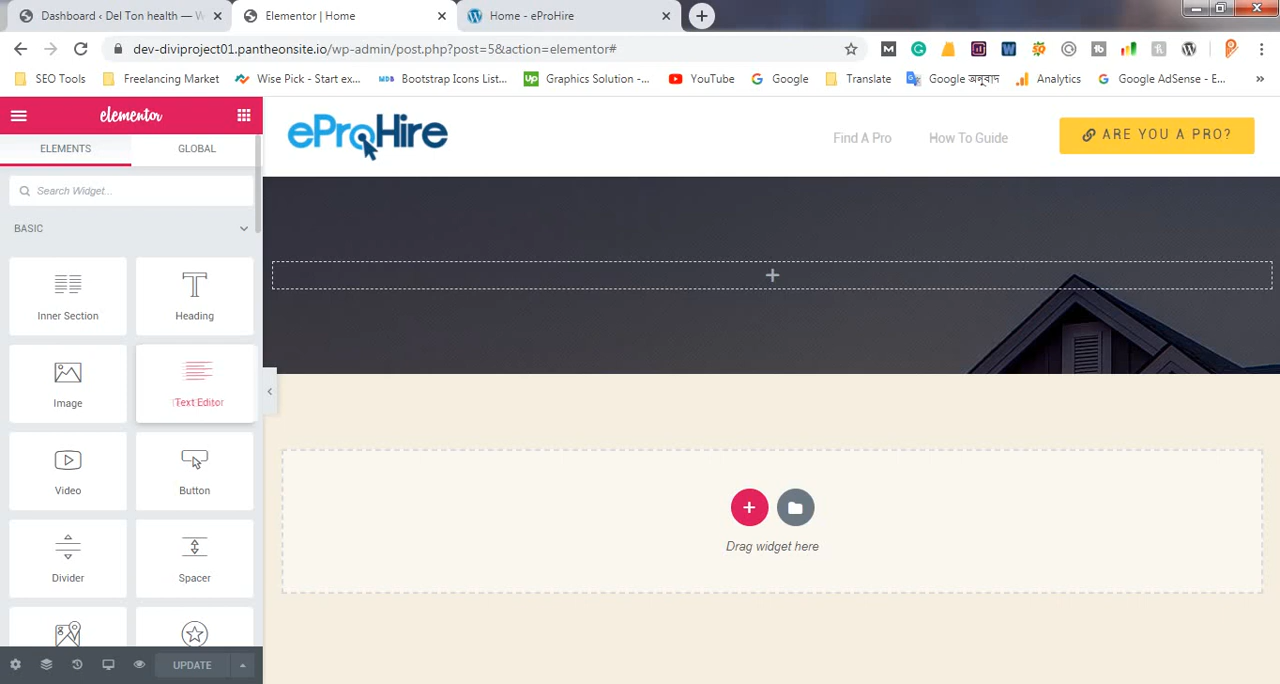 Dashboard ‹ Del Ton health — W
Elementor | Home
Home - eProHire
dev-diviproject01.pantheonsite.io/wp-admin/post.php?post=5&action=elementor#
SEO Tools
Freelancing Market
Wise Pick - Start ex...
Bootstrap Icons List...
Graphics Solution -...
YouTube
Google
Translate
Google অনুবাদ
Analytics
Google AdSense - E...
elementor
ELEMENTS
GLOBAL
Search Widget...
BASIC
Inner Section
Heading
Image
Text Editor
Video
Button
Divider
Spacer
UPDATE
eProHire
Find A Pro
How To Guide
ARE YOU A PRO?
Drag widget here